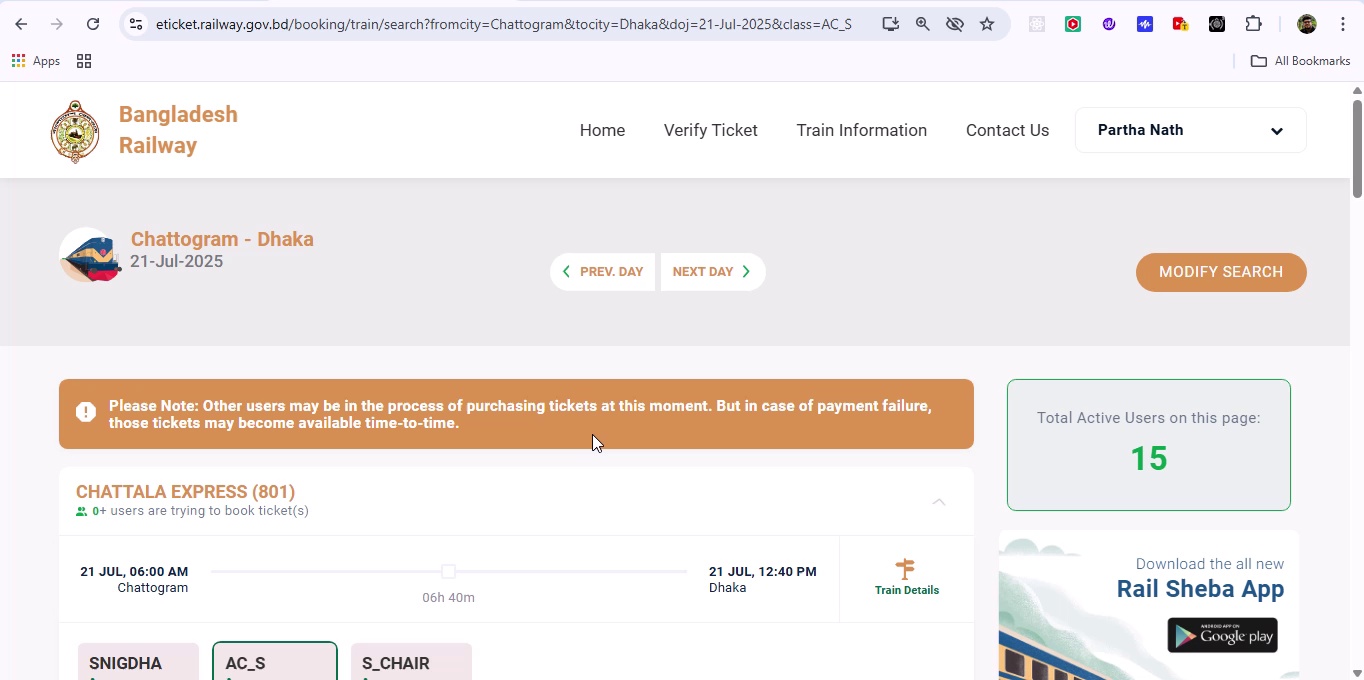 eticket.railway.gov.bd/booking/train/search?fromcity=Chattogram&tocity=Dhaka&doj=21-Jul-2025&class=AC_S
Apps
All Bookmarks
Bangladesh
Railway
Home
Verify Ticket
Train Information
Contact Us
Partha Nath
Chattogram - Dhaka
21-Jul-2025
PREV. DAY
NEXT DAY
MODIFY SEARCH
Please Note: Other users may be in the process of purchasing tickets at this moment. But in case of payment failure,
those tickets may become available time-to-time.
Total Active Users on this page:
15
CHATTALA EXPRESS (801)
0+ users are trying to book ticket(s)
21 JUL, 06:00 AM
Chattogram
06h 40m
21 JUL, 12:40 PM
Dhaka
Train Details
Download the all new
Rail Sheba App
ANDROID APP ON
Google play
SNIGDHA
AC_S
S_CHAIR